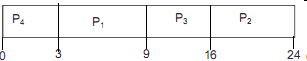 P₄ P₁ P₃ P₂
0 3 9 16 24